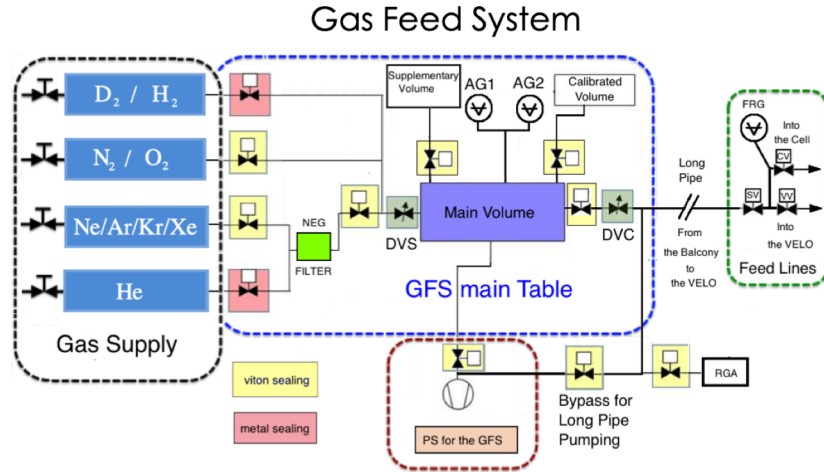 Gas Feed System
D₂ / H₂
N₂ / O₂
Ne/Ar/Kr/Xe
He
Gas Supply
Supplementary
Volume
AG1
AG2
Calibrated
Volume
NEG
FILTER
DVS
Main Volume
DVC
GFS main Table
Long
Pipe
From
the Balcony
to
the VELO
FRG
Into
the Cell
CV
SV
VV
Into
the VELO
Feed Lines
viton sealing
metal sealing
PS for the GFS
Bypass for
Long Pipe
Pumping
RGA